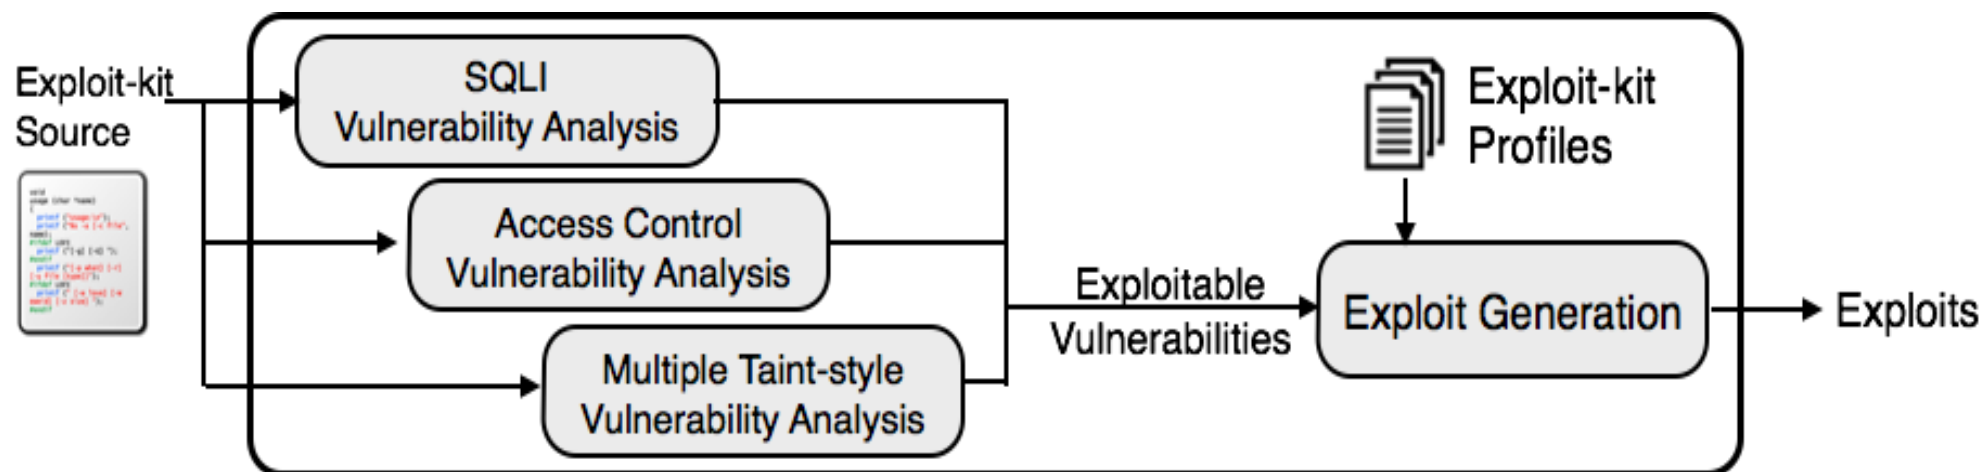 Exploit-kit
Source
SQLI
Vulnerability Analysis
Access Control
Vulnerability Analysis
Multiple Taint-style
Vulnerability Analysis
Exploitable
Vulnerabilities
Exploit-kit
Profiles
Exploit Generation
Exploits